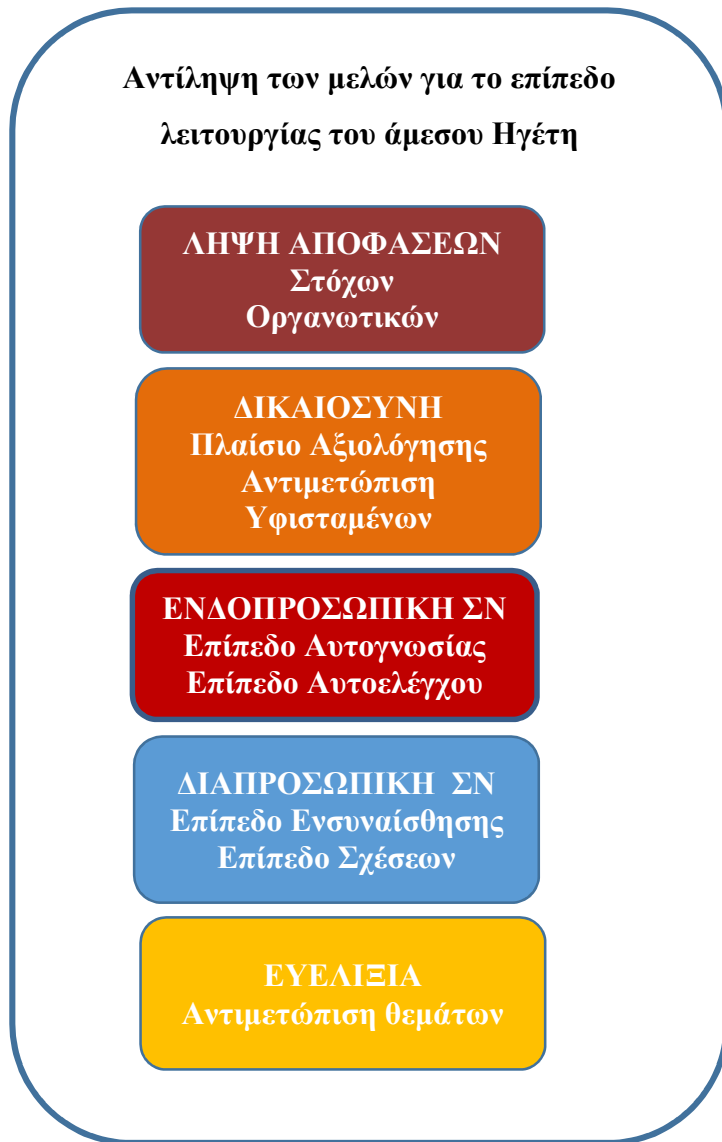 Αντίληψη των μελών για το επίπεδο
λειτουργίας του άμεσου Ηγέτη
ΛΗΨΗ ΑΠΟΦΑΣΕΩΝ
Στόχων
Οργανωτικών
ΔΙΚΑΙΟΣΥΝΗ
Πλαίσιο Αξιολόγησης
Αντιμετώπιση
Υφισταμένων
ΕΝΔΟΠΡΟΣΩΠΙΚΗ ΣΝ
Επίπεδο Αυτογνωσίας
Επίπεδο Αυτοελέγχου
ΔΙΑΠΡΟΣΩΠΙΚΗ ΣΝ
Επίπεδο Ενσυναίσθησης
Επίπεδο Σχέσεων
ΕΥΕΛΙΞΙΑ
Αντιμετώπιση θεμάτων